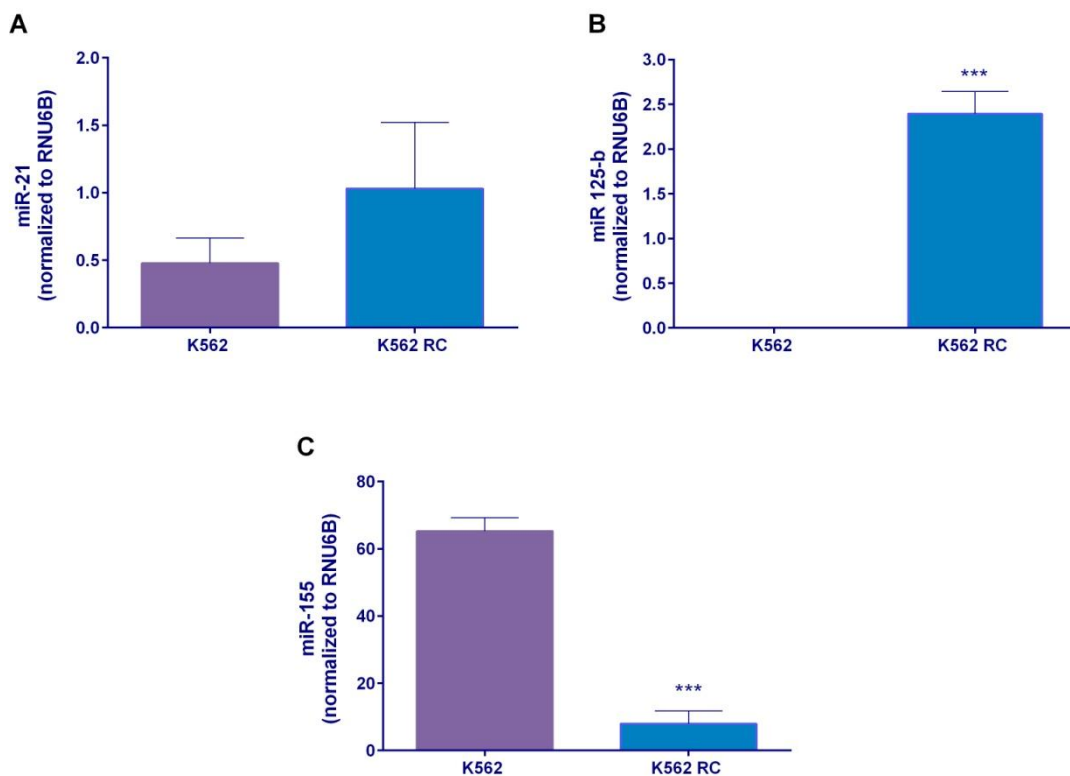 A
miR-21
(normalized to RNU6B)
2.0
1.5
1.0
0.5
0.0
K562
K562 RC
B
miR 125-b
(normalized to RNU6B)
3.0
2.5
2.0
1.5
1.0
0.5
0.0
***
K562
K562 RC
C
miR-155
(normalized to RNU6B)
80
60
40
20
0
***
K562
K562 RC